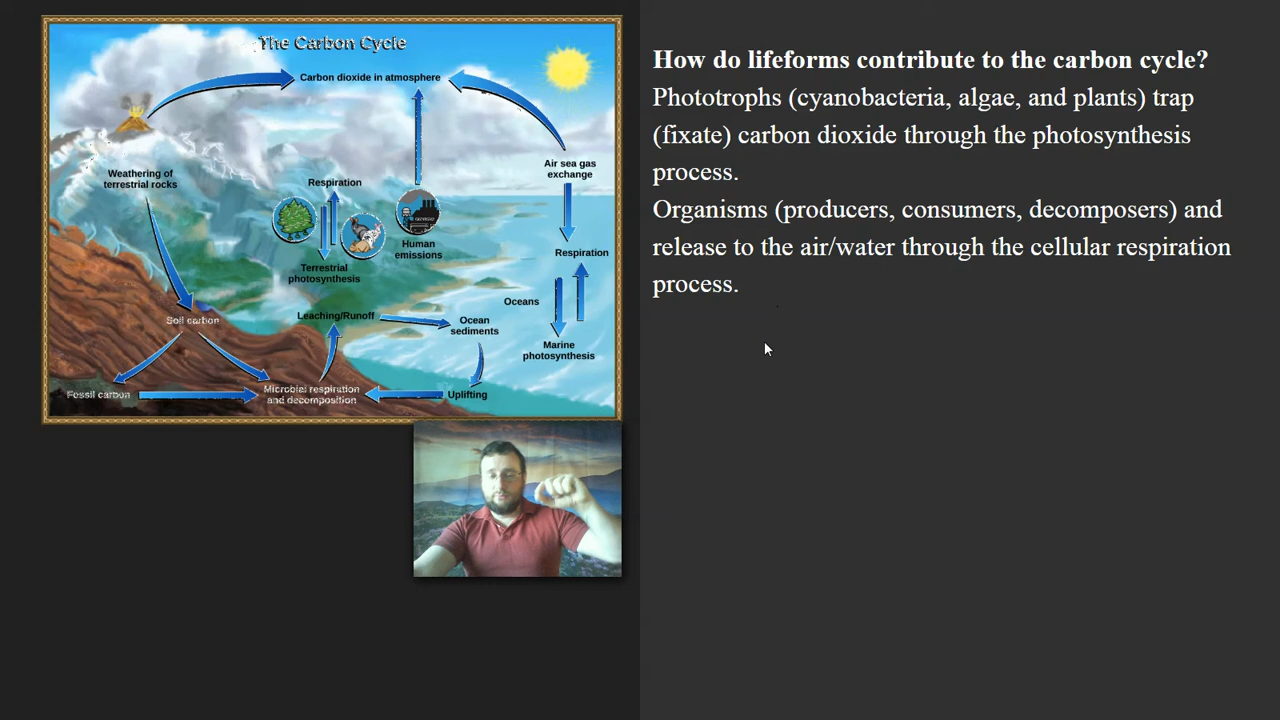 The Carbon Cycle
Carbon dioxide in atmosphere
Weathering of
terrestrial rocks
Respiration
Terrestrial
photosynthesis
Human
emissions
Air sea gas
exchange
Respiration
Oceans
Marine
photosynthesis
Soil carbon
Leaching/Runoff
Ocean
sediments
Fossil carbon
Microbial respiration
and decomposition
Uplifting
How do lifeforms contribute to the carbon cycle?
Phototrophs (cyanobacteria, algae, and plants) trap
(fixate) carbon dioxide through the photosynthesis
process.
Organisms (producers, consumers, decomposers) and
release to the air/water through the cellular respiration
process.